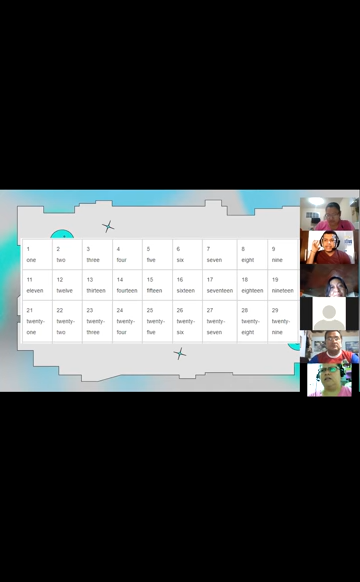 1 2 3 4 5 6 7 8 9
one two three four five six seven eight nine
11 12 13 14 15 16 17 18 19
eleven twelve thirteen fourteen fifteen sixteen seventeen eighteen nineteen
21 22 23 24 25 26 27 28 29
twenty- twenty- twenty- twenty- twenty- twenty- twenty- twenty- twenty-
one two three four five six seven eight nine